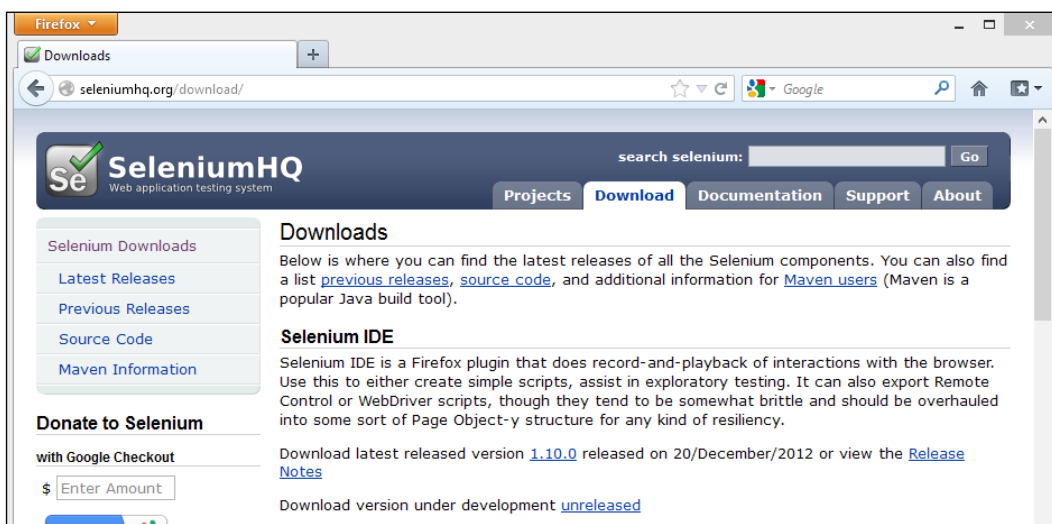 Firefox
Downloads
seleniumhq.org/download/
Google
Se
SeleniumHQ
Web application testing system
search selenium:
Go
Projects
Download
Documentation
Support
About
Selenium Downloads
Latest Releases
Previous Releases
Source Code
Maven Information
Donate to Selenium
with Google Checkout
$ Enter Amount
Downloads
Below is where you can find the latest releases of all the Selenium components. You can also find
a list previous releases, source code, and additional information for Maven users (Maven is a
popular Java build tool).
Selenium IDE
Selenium IDE is a Firefox plugin that does record-and-playback of interactions with the browser.
Use this to either create simple scripts, assist in exploratory testing. It can also export Remote
Control or WebDriver scripts, though they tend to be somewhat brittle and should be overhauled
into some sort of Page Object-y structure for any kind of resiliency.
Download latest released version 1.10.0 released on 20/December/2012 or view the Release
Notes
Download version under development unreleased